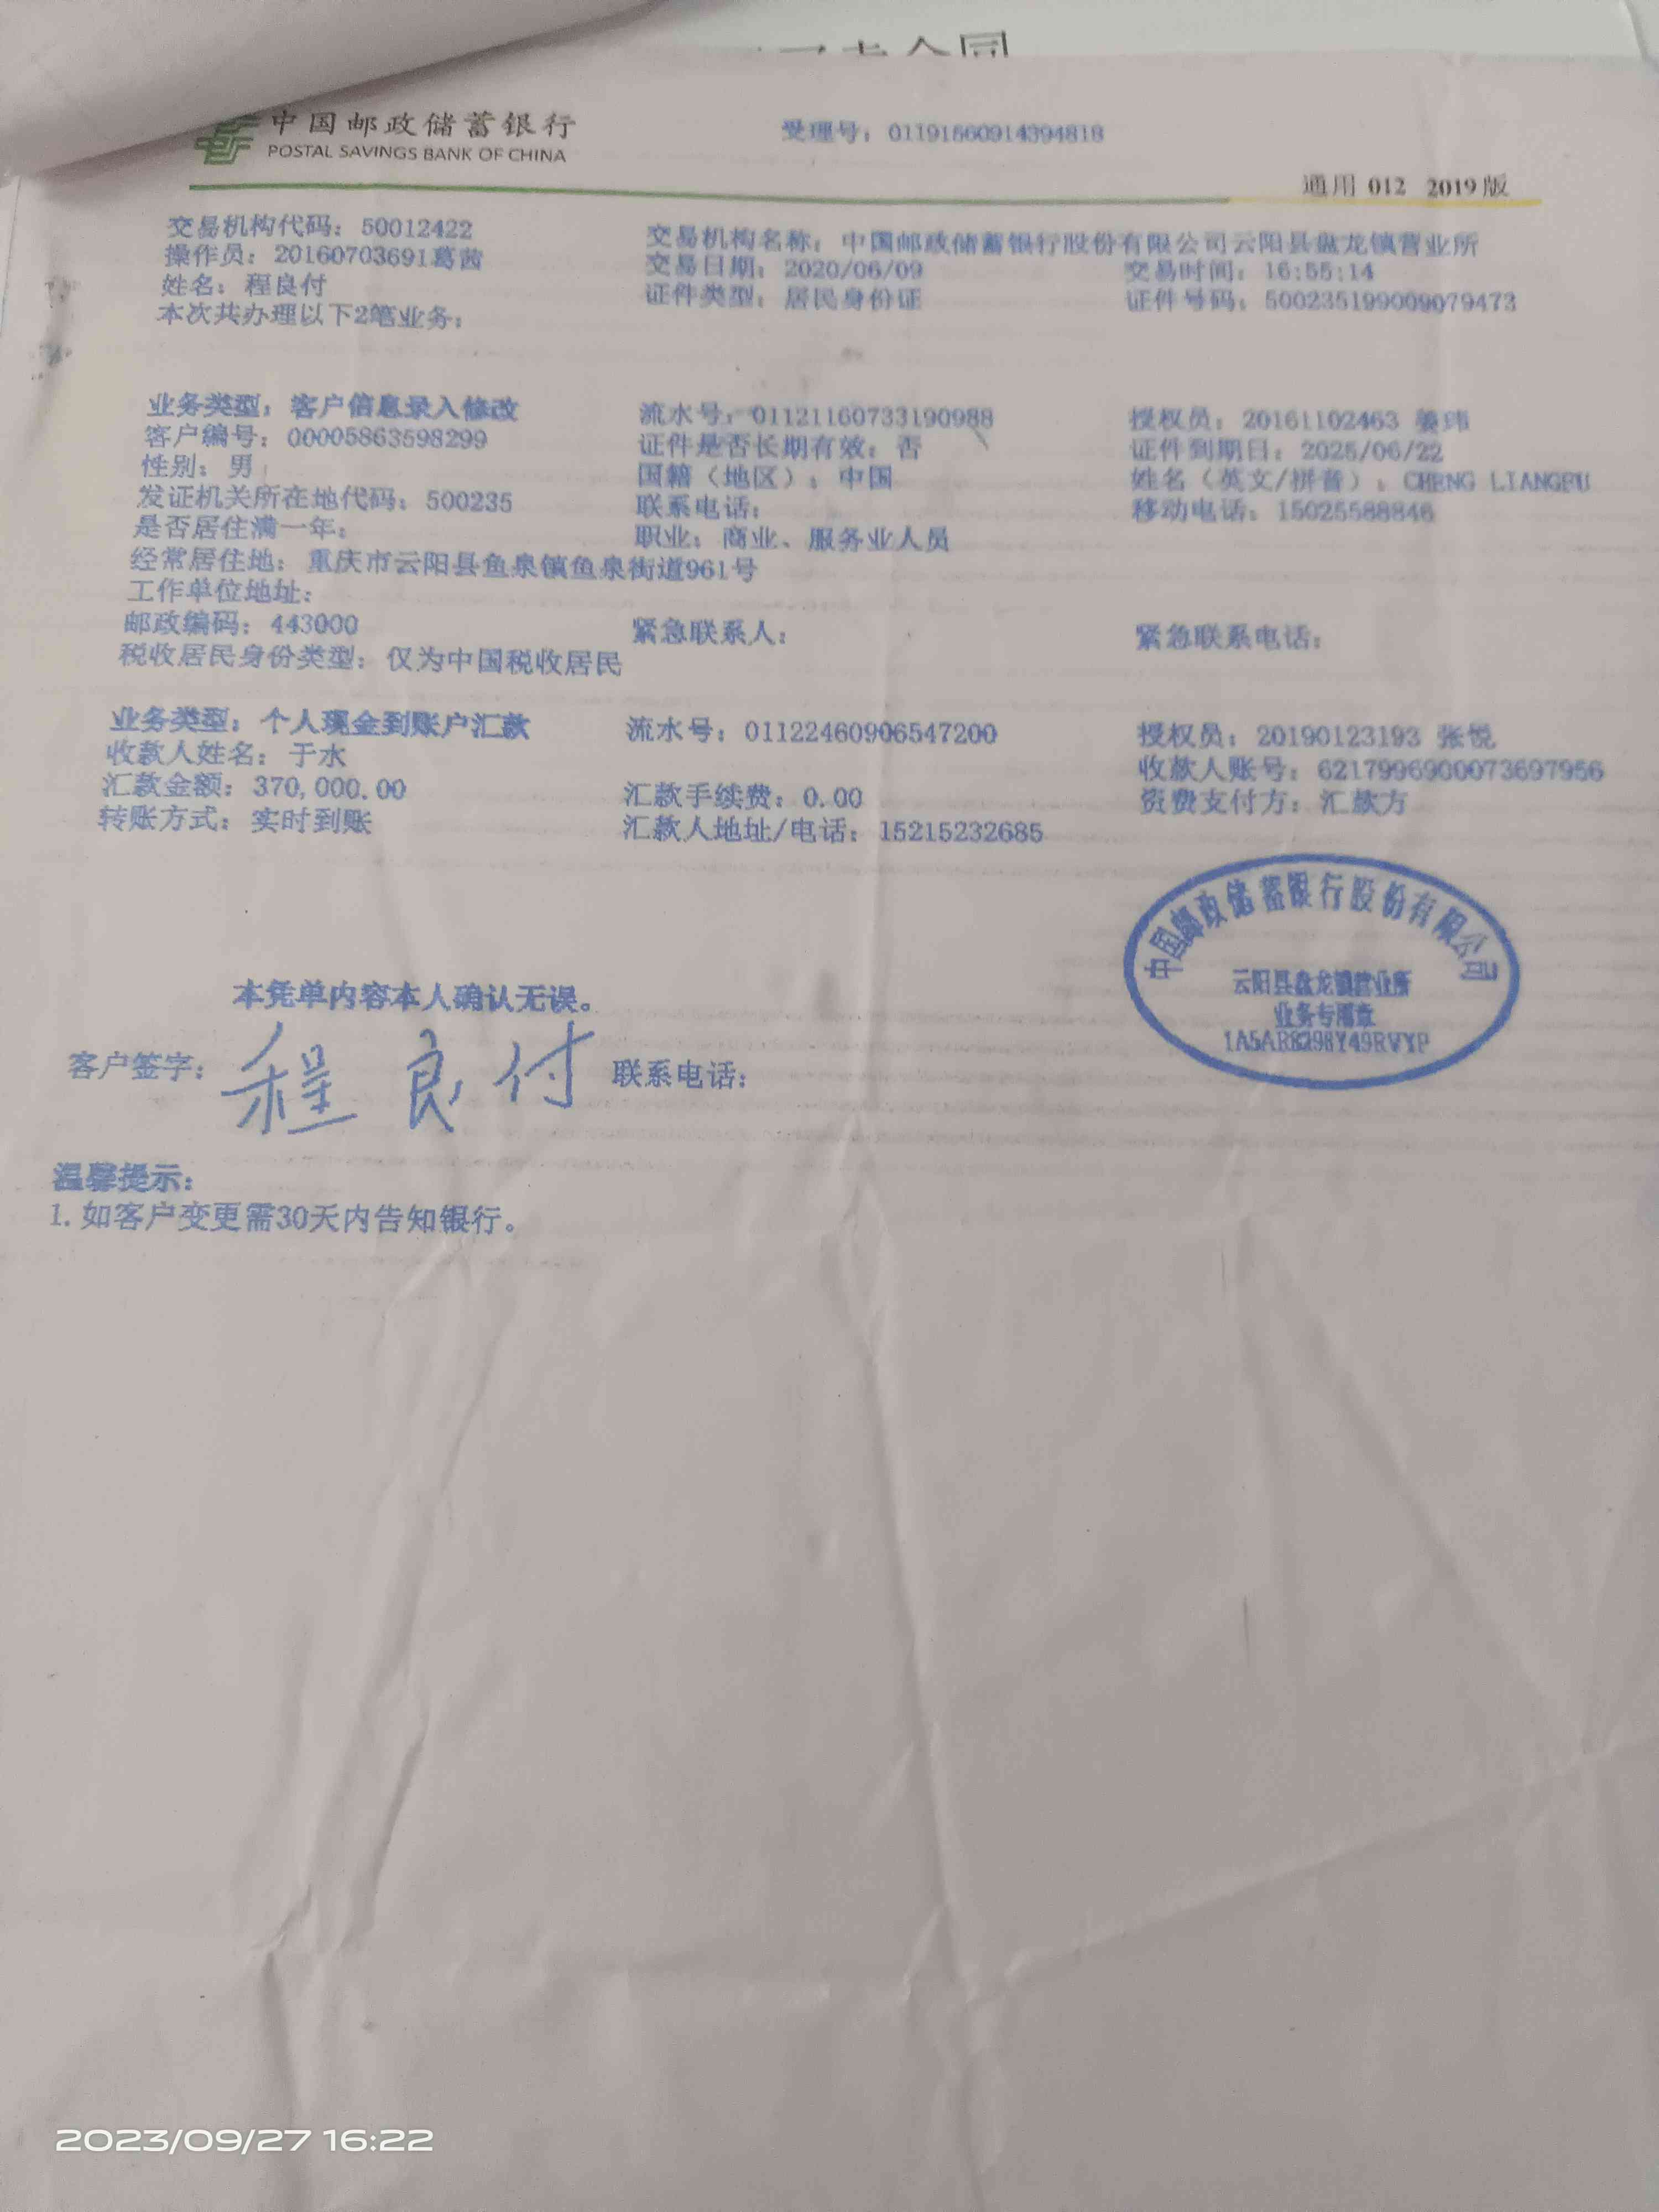 中国邮政储蓄银行
POSTAL SAVINGS BANK OF CHINA
受理号：011915609143948​18
通用 012 2019版
交易机构代码：50012422
交易机构名称：中国邮政储蓄银行股份有限公司云阳县盘龙镇营业所
操作员：20160703691葛茜
交易日期：2020/06/09
交易时间：16:55:14
姓名：程良付
证件类型：居民身份证
证件号码：500235199009079473
本次共办理以下2笔业务：
业务类型：客户信息录入修改
流水号：01121160733190988
授权员：20161102463 姜玮
客户编号：00005863598299
证件是否长期有效：否
证件到期日：2025/06/22
性别：男
国籍（地区）：中国
姓名（英文/拼音）：CHENG LIANGFU
发证机关所在地代码：500235
联系电话：
移动电话：15025588846
是否居住满一年：
职业：商业、服务业人员
经常居住地：重庆市云阳县鱼泉镇鱼泉街道961号
工作单位地址：
邮政编码：443000
紧急联系人：
紧急联系电话：
税收居民身份类型：仅为中国税收居民
业务类型：个人现金到账户汇款
流水号：01122460906547200
授权员：20190123193 张悦
收款人姓名：于水
收款人账号：6217996900073697956
汇款金额：370,000.00
汇款手续费：0.00
资费支付方：汇款方
转账方式：实时到账
汇款人地址/电话：15215232685
中国邮政储蓄银行股份有限公司
云阳县盘龙镇营业所
业务专用章
1A5AR8298Y49RVYP
本凭单内容本人确认无误。
客户签字：程良付
联系电话：
温馨提示：
1.如客户变更需30天内告知银行。
2023/09/27 16:22